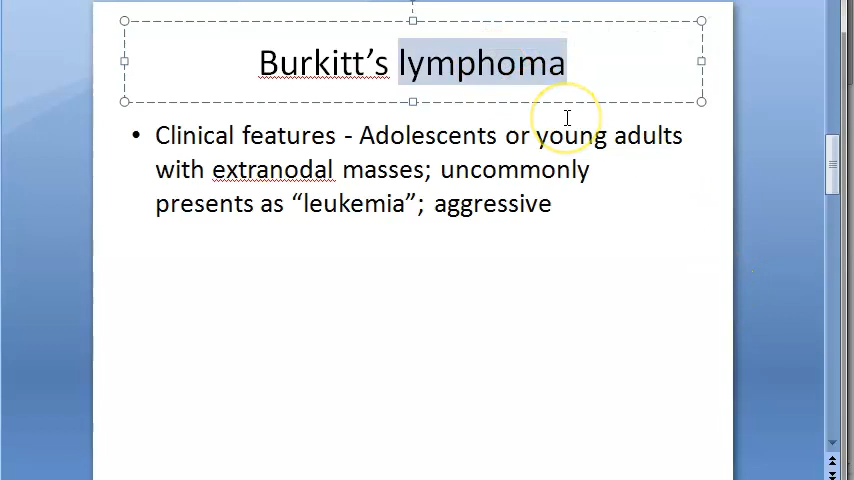 Burkitt’s lymphoma
• Clinical features - Adolescents or young adults
with extranodal masses; uncommonly
presents as “leukemia”; aggressive